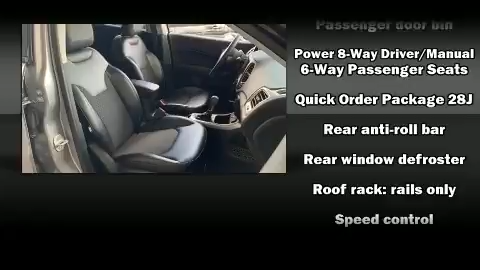 Passenger door bin
Power 8-Way Driver/Manual
6-Way Passenger Seats
Quick Order Package 28J
Rear anti-roll bar
Rear window defroster
Roof rack: rails only
Speed control